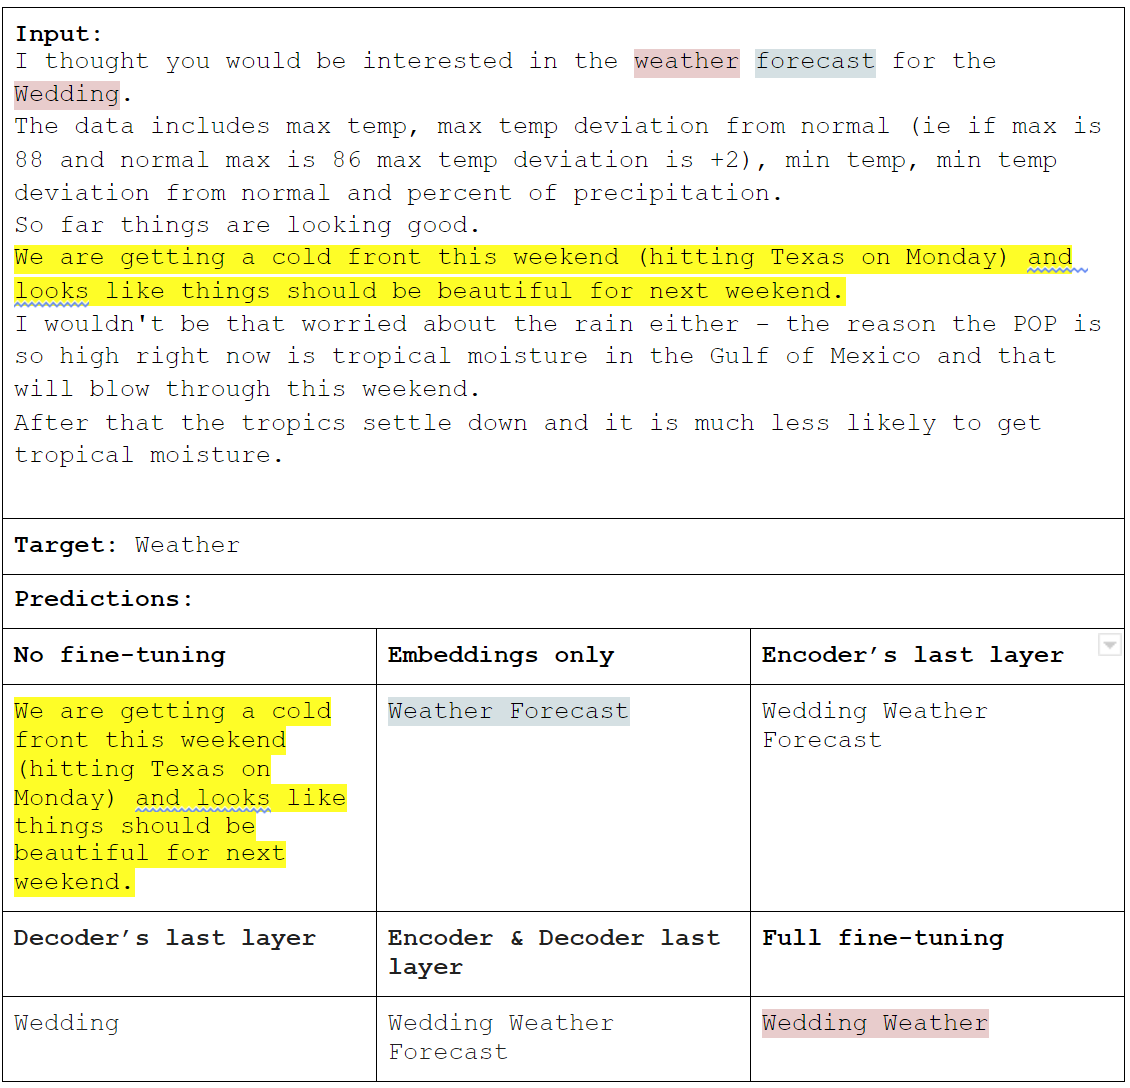 Input:
I thought you would be interested in the weather forecast for the
Wedding.
The data includes max temp, max temp deviation from normal (ie if max is
88 and normal max is 86 max temp deviation is +2), min temp, min temp
deviation from normal and percent of precipitation.
So far things are looking good.
We are getting a cold front this weekend (hitting Texas on Monday) and
looks like things should be beautiful for next weekend.
I wouldn't be that worried about the rain either - the reason the POP is
so high right now is tropical moisture in the Gulf of Mexico and that
will blow through this weekend.
After that the tropics settle down and it is much less likely to get
tropical moisture.
Target: Weather
Predictions:
No fine-tuning
Embeddings only
Encoder’s last layer
We are getting a cold
front this weekend
(hitting Texas on
Monday) and looks like
things should be
beautiful for next
weekend.
Weather Forecast
Wedding Weather
Forecast
Decoder’s last layer
Encoder & Decoder last
layer
Full fine-tuning
Wedding
Wedding Weather
Forecast
Wedding Weather